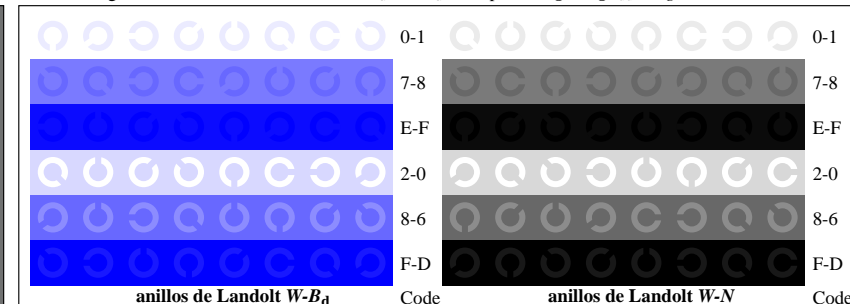 0-1 0-1
7-8 7-8
E-F E-F
2-0 2-0
8-6 8-6
F-D F-D
anillos de Landolt W-Bd Code anillos de Landolt W-N Code